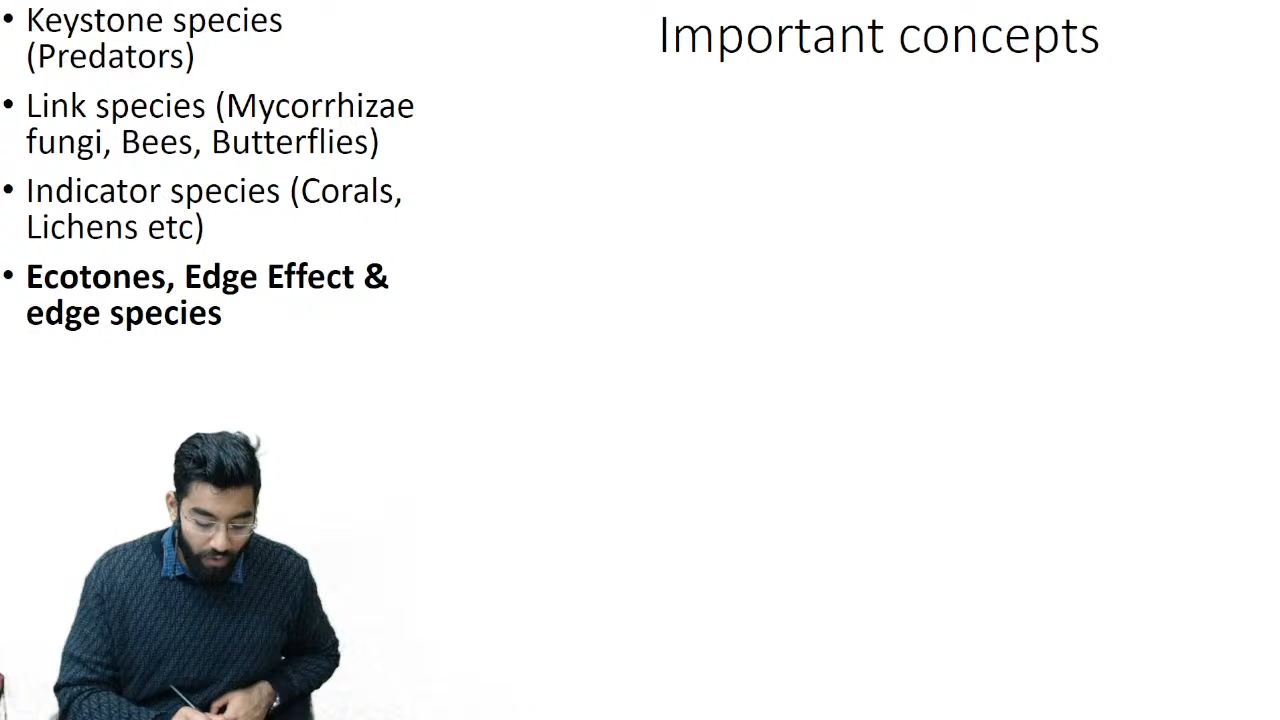 Important concepts
• Keystone species
(Predators)
• Link species (Mycorrhizae
fungi, Bees, Butterflies)
• Indicator species (Corals,
Lichens etc)
• Ecotones, Edge Effect &
edge species